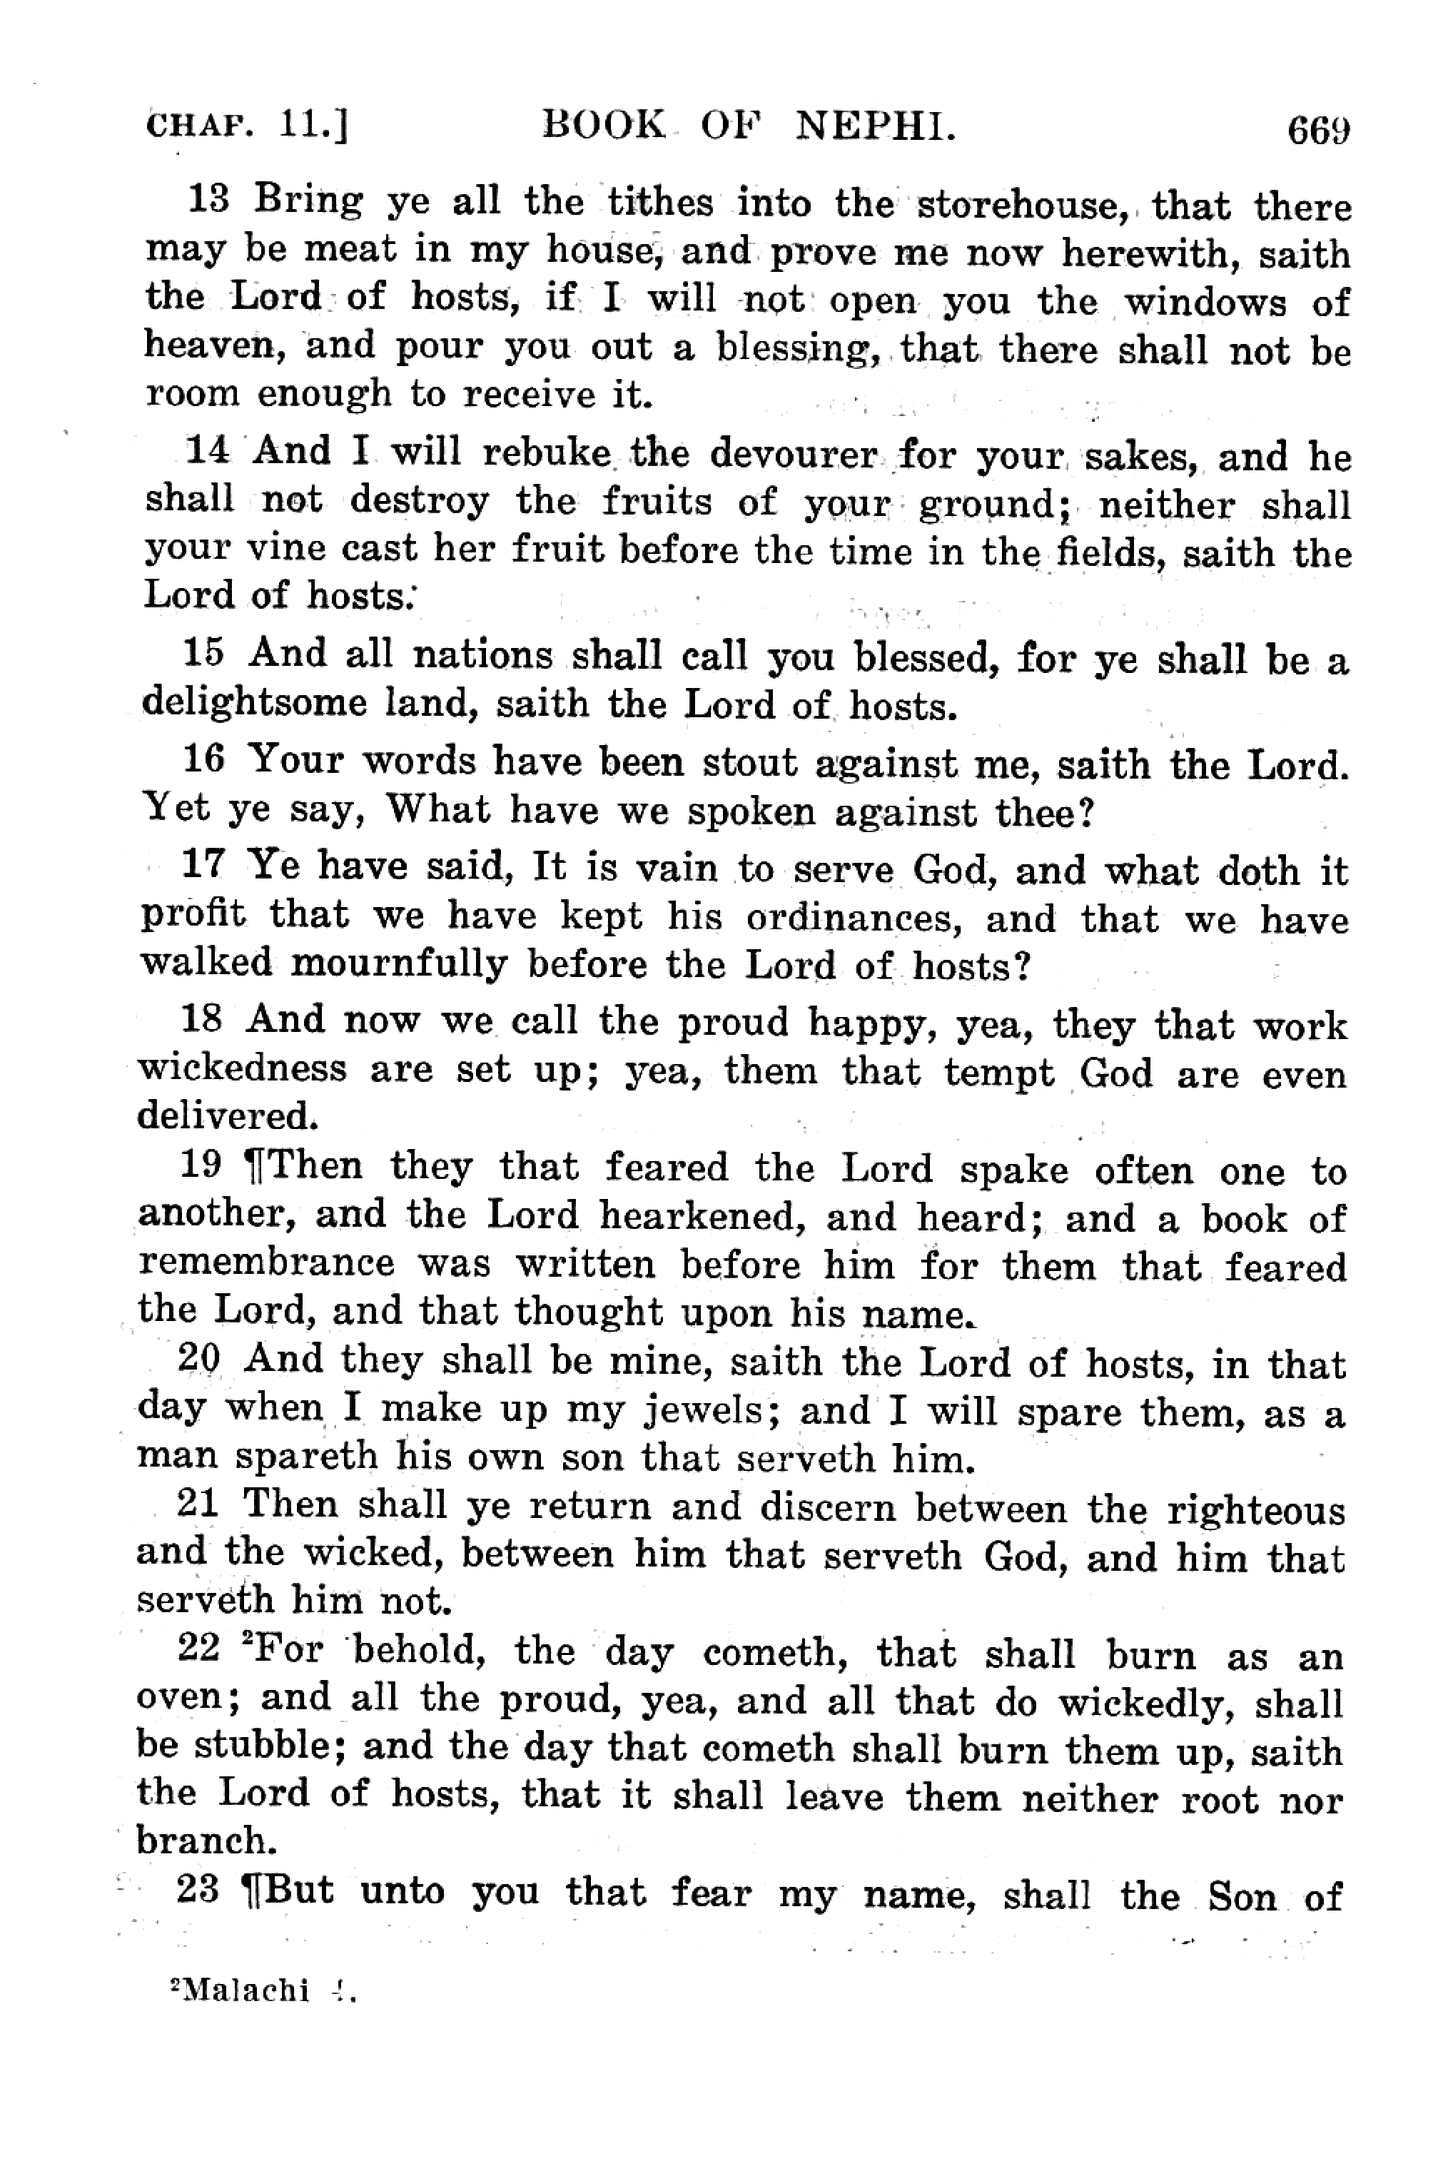 CHAP. 11.] BOOK OF NEPHI. 669
13 Bring ye all the tithes into the storehouse, that there
may be meat in my house, and prove me now herewith, saith
the Lord of hosts, if I will not open you the windows of
heaven, and pour you out a blessing, that there shall not be
room enough to receive it.
14 And I will rebuke the devourer for your sakes, and he
shall not destroy the fruits of your ground; neither shall
your vine cast her fruit before the time in the fields, saith the
Lord of hosts.
15 And all nations shall call you blessed, for ye shall be a
delightsome land, saith the Lord of hosts.
16 Your words have been stout against me, saith the Lord.
Yet ye say, What have we spoken against thee?
17 Ye have said, It is vain to serve God, and what doth it
profit that we have kept his ordinances, and that we have
walked mournfully before the Lord of hosts?
18 And now we call the proud happy, yea, they that work
wickedness are set up; yea, them that tempt God are even
delivered.
19 ¶Then they that feared the Lord spake often one to
another, and the Lord hearkened, and heard; and a book of
remembrance was written before him for them that feared
the Lord, and that thought upon his name.
20 And they shall be mine, saith the Lord of hosts, in that
day when I make up my jewels; and I will spare them, as a
man spareth his own son that serveth him.
21 Then shall ye return and discern between the righteous
and the wicked, between him that serveth God, and him that
serveth him not.
22 ²For behold, the day cometh, that shall burn as an
oven; and all the proud, yea, and all that do wickedly, shall
be stubble; and the day that cometh shall burn them up, saith
the Lord of hosts, that it shall leave them neither root nor
branch.
23 ¶But unto you that fear my name, shall the Son of
²Malachi 4.